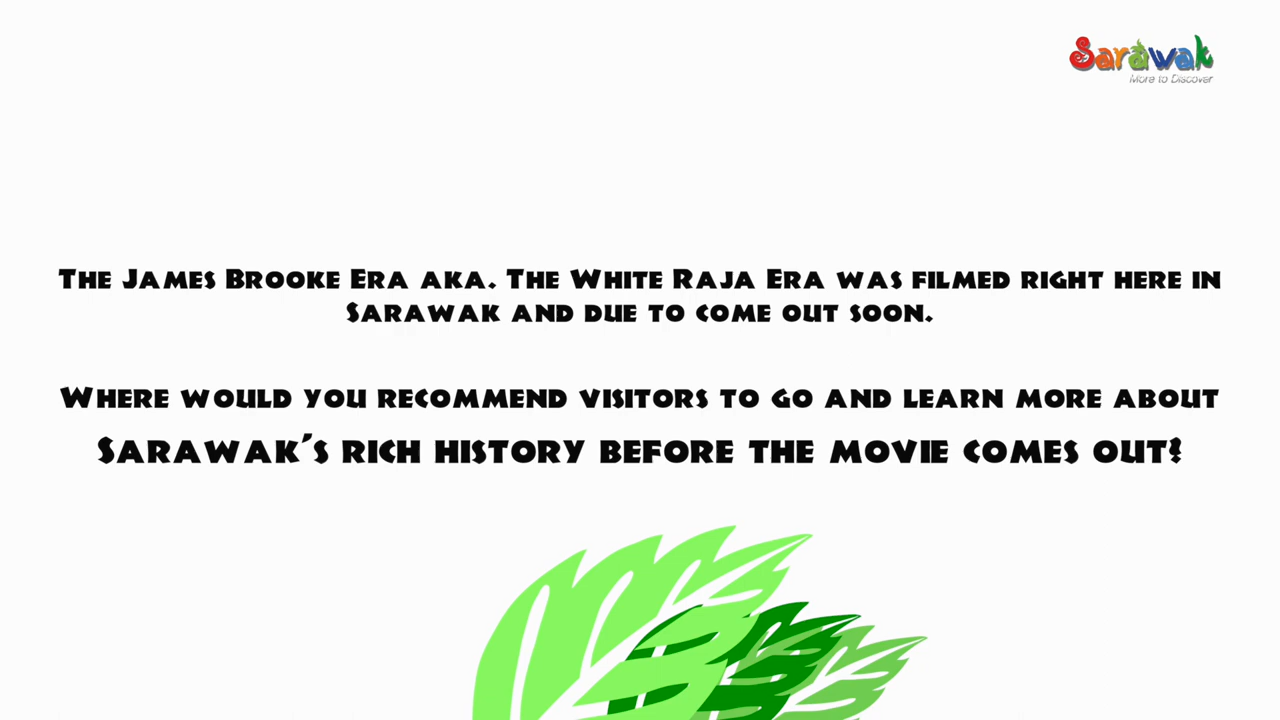 Sarawak
More to Discover
The James Brooke Era aka. The White Raja Era was filmed right here in
Sarawak and due to come out soon.
Where would you recommend visitors to go and learn more about
Sarawak's rich history before the movie comes out?